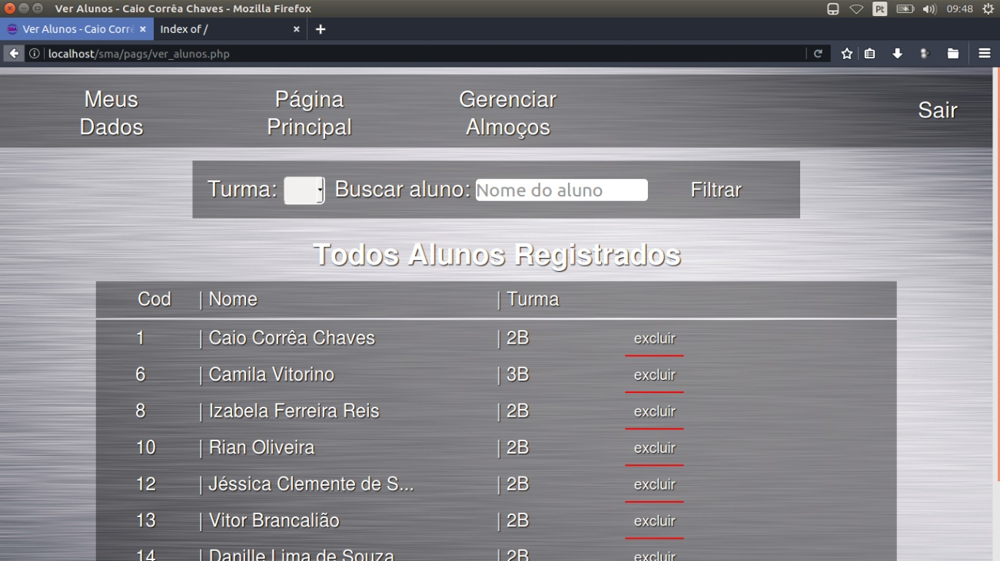 Ver Alunos - Caio Corrêa Chaves - Mozilla Firefox
Pt
09:48
Ver Alunos - Caio Corrê
Index of /
localhost/sma/pags/ver_alunos.php
Meus Dados
Página Principal
Gerenciar Almoços
Sair
Turma:
Buscar aluno: Nome do aluno
Filtrar
Todos Alunos Registrados
Cod | Nome | Turma
1 | Caio Corrêa Chaves | 2B excluir
6 | Camila Vitorino | 3B excluir
8 | Izabela Ferreira Reis | 2B excluir
10 | Rian Oliveira | 2B excluir
12 | Jéssica Clemente de S... | 2B excluir
13 | Vitor Brancalião | 2B excluir
14 | Danille Lima de Souza | 2B excluir